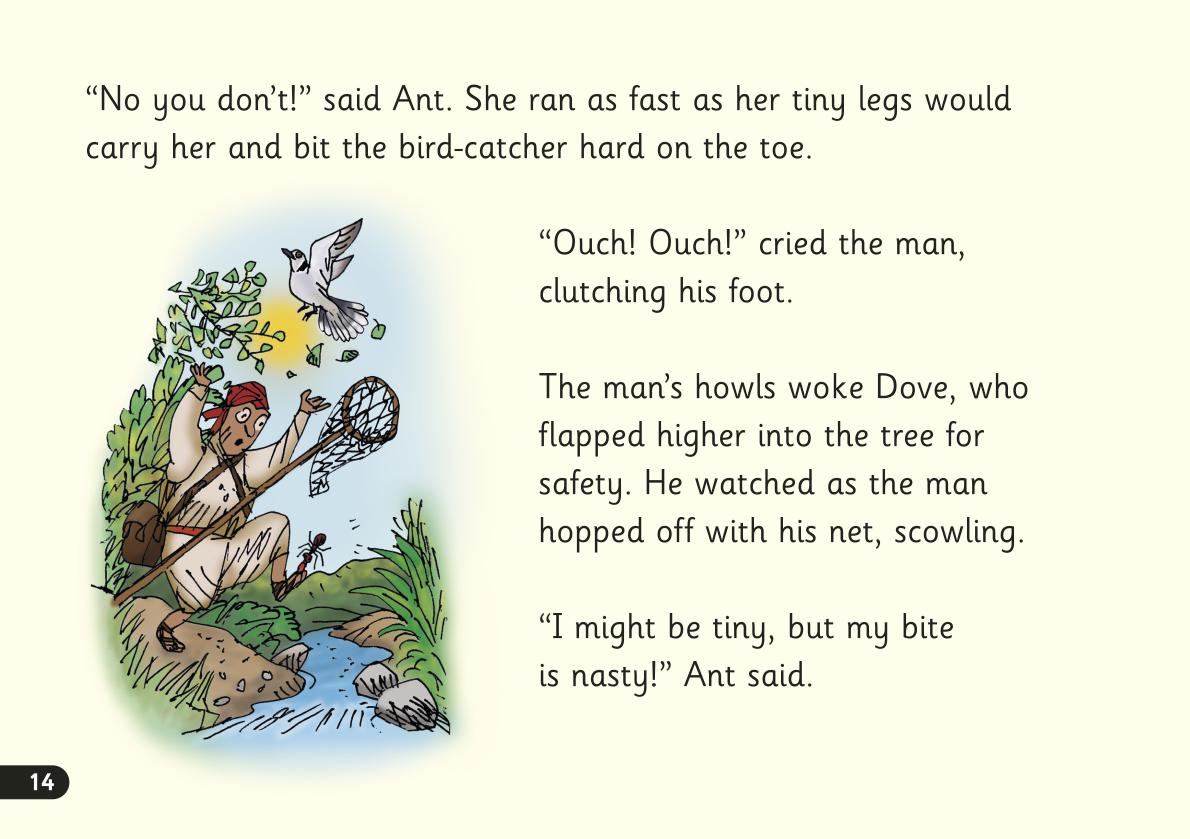 “No you don’t!” said Ant. She ran as fast as her tiny legs would
carry her and bit the bird-catcher hard on the toe.
“Ouch! Ouch!” cried the man,
clutching his foot.
The man’s howls woke Dove, who
flapped higher into the tree for
safety. He watched as the man
hopped off with his net, scowling.
“I might be tiny, but my bite
is nasty!” Ant said.
14